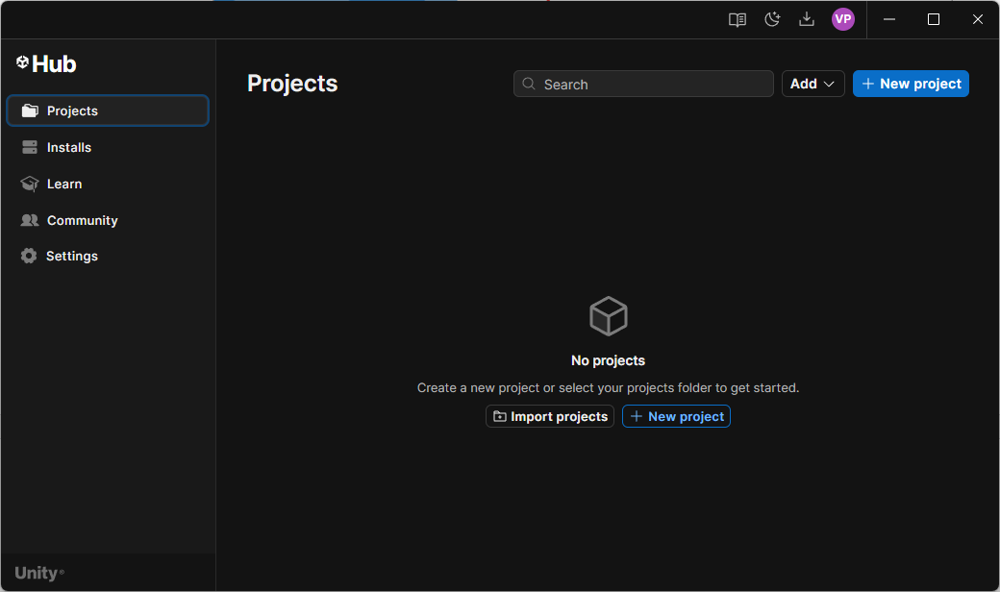 VP
Hub
Projects
Installs
Learn
Community
Settings
Unity®
Projects
Search
Add
+ New project
No projects
Create a new project or select your projects folder to get started.
Import projects
+ New project